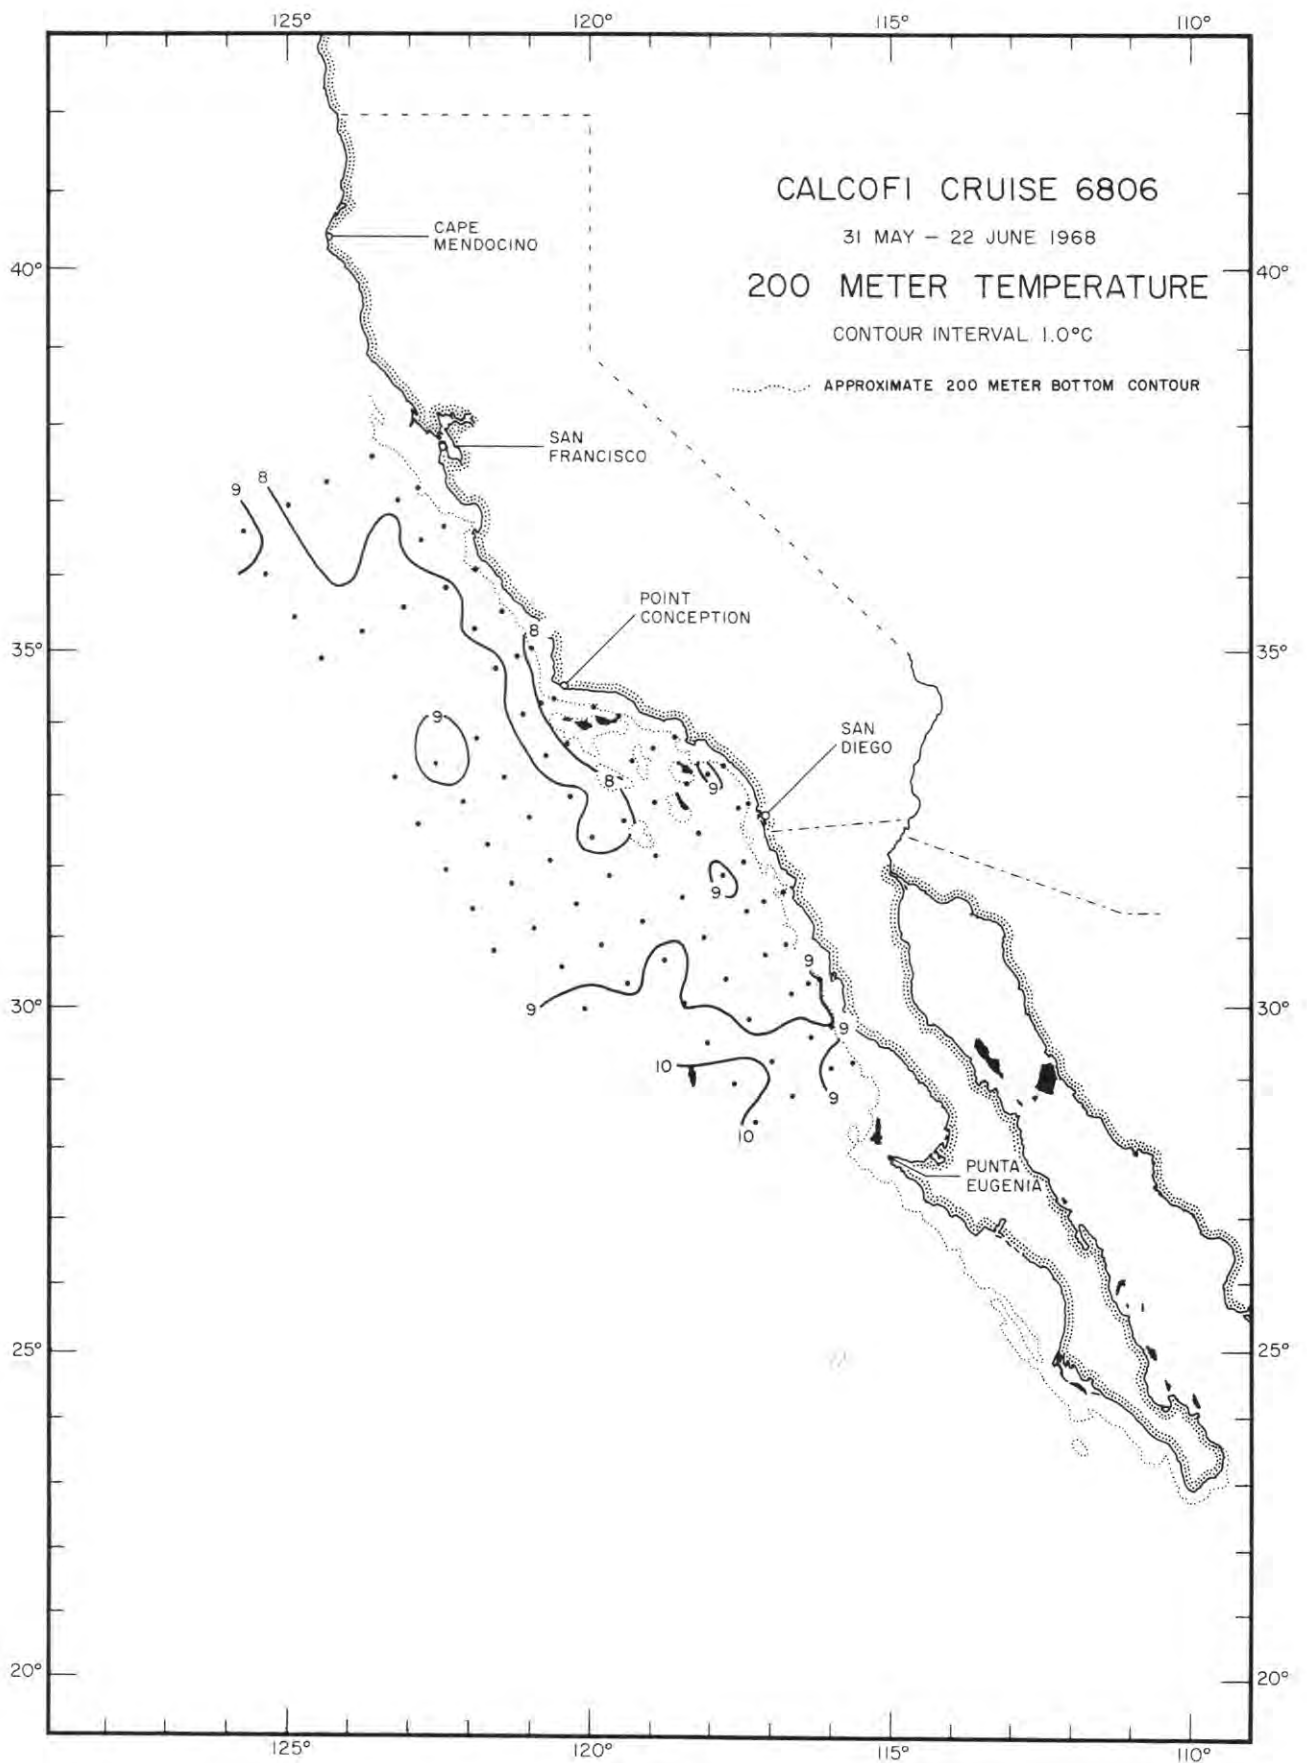 125° 120° 115° 110°
CALCOFI CRUISE 6806
31 MAY – 22 JUNE 1968
200 METER TEMPERATURE
CONTOUR INTERVAL 1.0°C
APPROXIMATE 200 METER BOTTOM CONTOUR
CAPE
MENDOCINO
40° 40°
SAN
FRANCISCO
9 8
POINT
CONCEPTION
8
35° 35°
9
SAN
DIEGO
8
9
9
9
30° 30°
9
9
10
9
10
PUNTA
EUGENIA
25° 25°
20° 20°
125° 120° 115° 110°